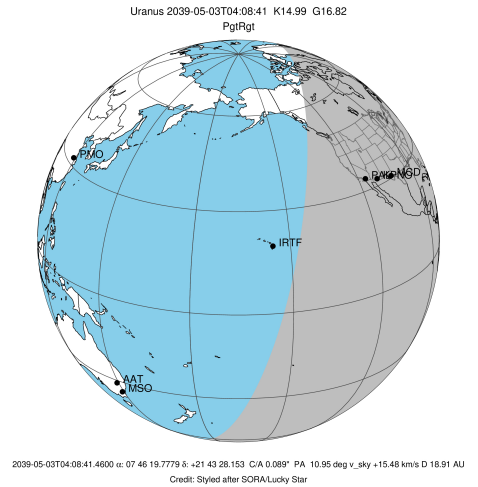 Uranus 2039-05-03T04:08:41 K14.99 G16.82
PgtRgt
PMO
MCD
IRTF
AAT
MSO
2039-05-03T04:08:41.4600 α: 07 46 19.7779 δ: +21 43 28.153 C/A 0.089" PA 10.95 deg v_sky +15.48 km/s D 18.91 AU
Credit: Styled after SORA/Lucky Star